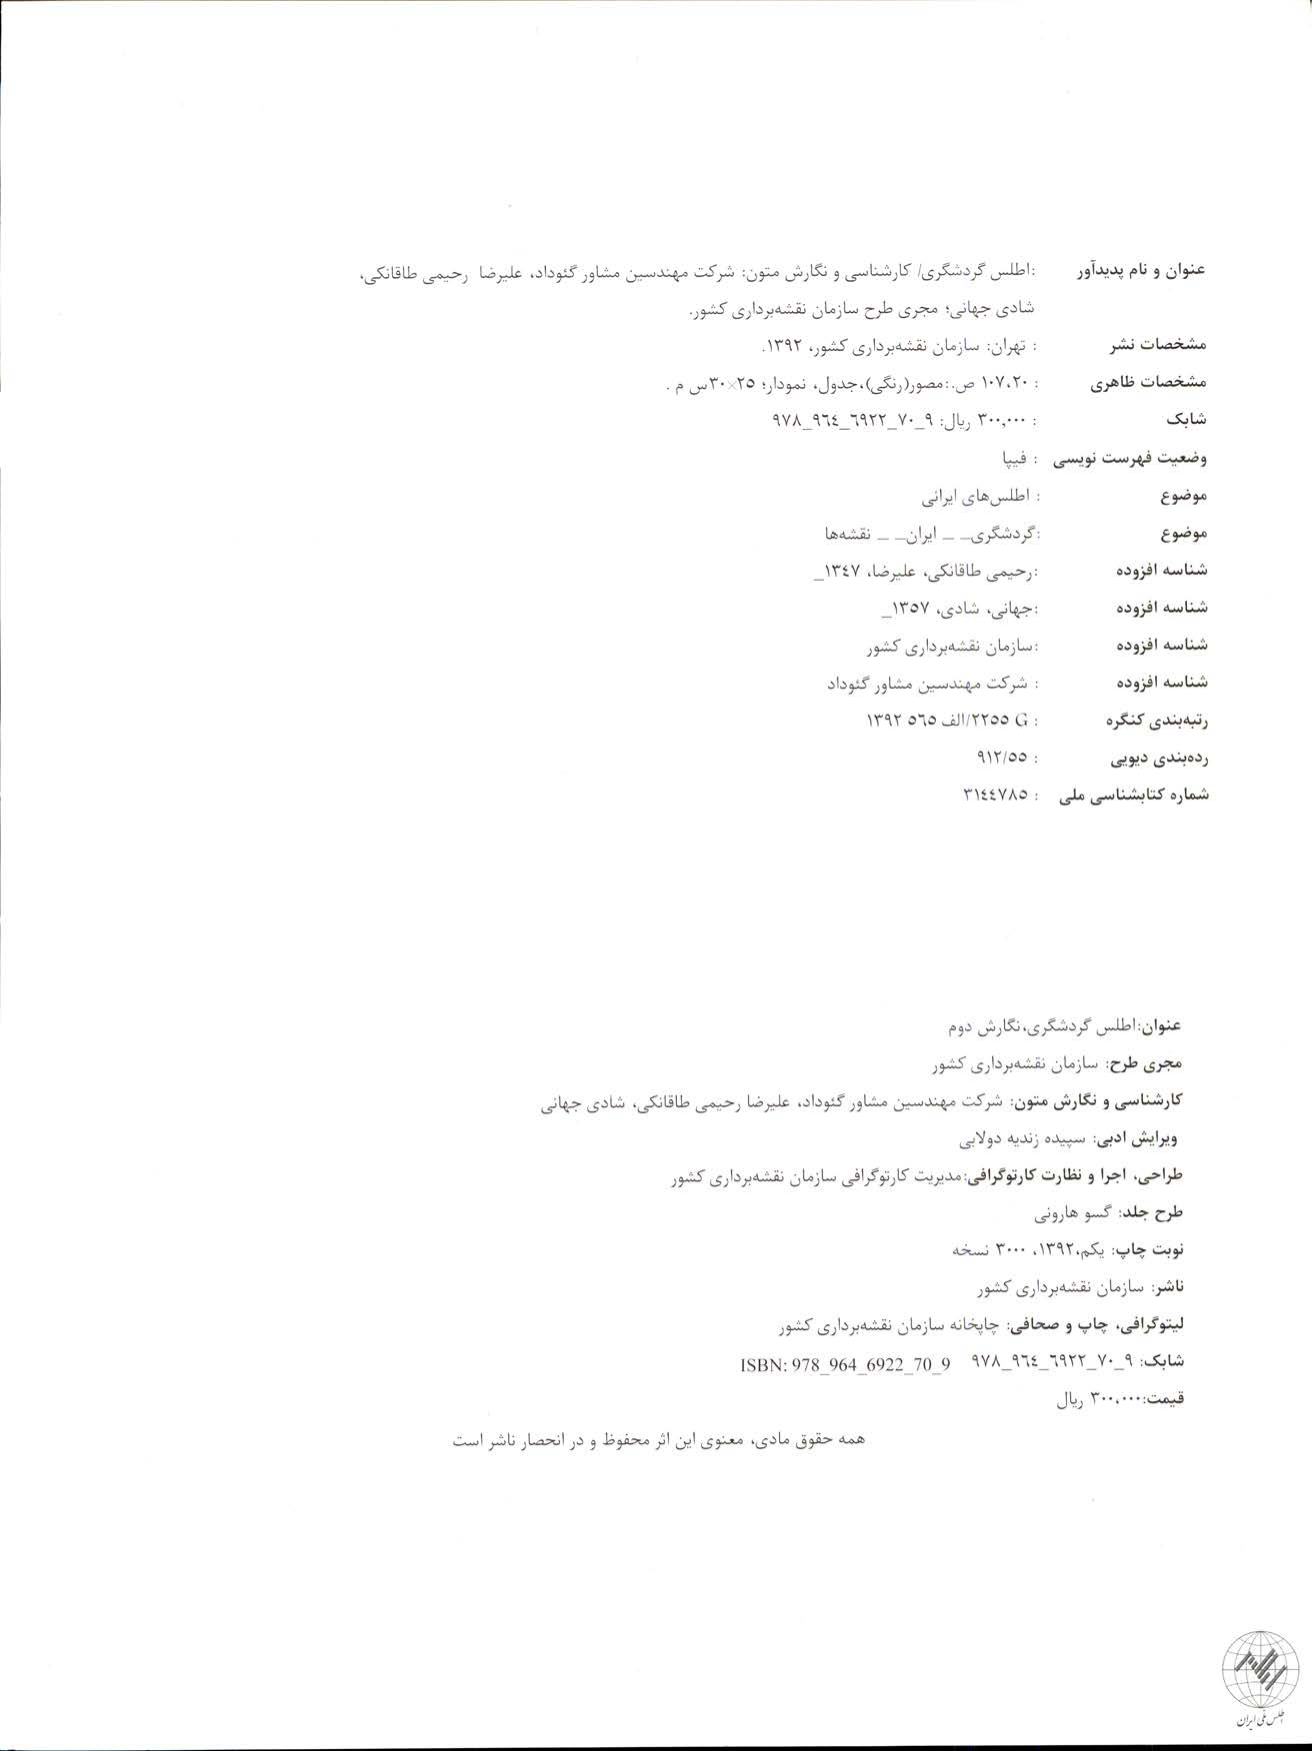 عنوان و نام پدیدآور :اطلس گردشگری/ کارشناسی و نگارش متون: شرکت مهندسین مشاور گئوداد، علیرضا رحیمی طاقانکی،
شادی جهانی؛ مجری طرح سازمان نقشه‌برداری کشور.
مشخصات نشر : تهران: سازمان نقشه‌برداری کشور، ۱۳۹۲.
مشخصات ظاهری : ۱۰۷،۲۰ ص.:مصور(رنگی)،جدول، نمودار؛ ۲۵×۳۰س م .
شابک : ۳۰۰,۰۰۰ ریال: ۹_۷۰_٦۹۲۲_۹٦٤_۹۷۸
وضعیت فهرست نویسی : فیپا
موضوع : اطلس‌های ایرانی
موضوع :گردشگری_ _ ایران_ _ نقشه‌ها
شناسه افزوده :رحیمی طاقانکی، علیرضا، ۱۳٤۷_
شناسه افزوده :جهانی، شادی، ۱۳۵۷_
شناسه افزوده :سازمان نقشه‌برداری کشور
شناسه افزوده : شرکت مهندسین مشاور گئوداد
رتبه‌بندی کنگره : G ۲۲۵۵/الف ۵٦۵ ۱۳۹۲
رده‌بندی دیویی : ۹۱۲/۵۵
شماره کتابشناسی ملی : ۳۱٤٤۷۸۵
عنوان:اطلس گردشگری،نگارش دوم
مجری طرح: سازمان نقشه‌برداری کشور
کارشناسی و نگارش متون: شرکت مهندسین مشاور گئوداد، علیرضا رحیمی طاقانکی، شادی جهانی
ویرایش ادبی: سپیده زندیه دولابی
طراحی، اجرا و نظارت کارتوگرافی:مدیریت کارتوگرافی سازمان نقشه‌برداری کشور
طرح جلد: گسو هارونی
نوبت چاپ: یکم،۱۳۹۲، ۳۰۰۰ نسخه
ناشر: سازمان نقشه‌برداری کشور
لیتوگرافی، چاپ و صحافی: چاپخانه سازمان نقشه‌برداری کشور
شابک: ۹_۷۰_٦۹۲۲_۹٦٤_۹۷۸ ISBN: 978_964_6922_70_9
قیمت:۳۰۰،۰۰۰ ریال
همه حقوق مادی، معنوی این اثر محفوظ و در انحصار ناشر است
اطلس ملی ایران